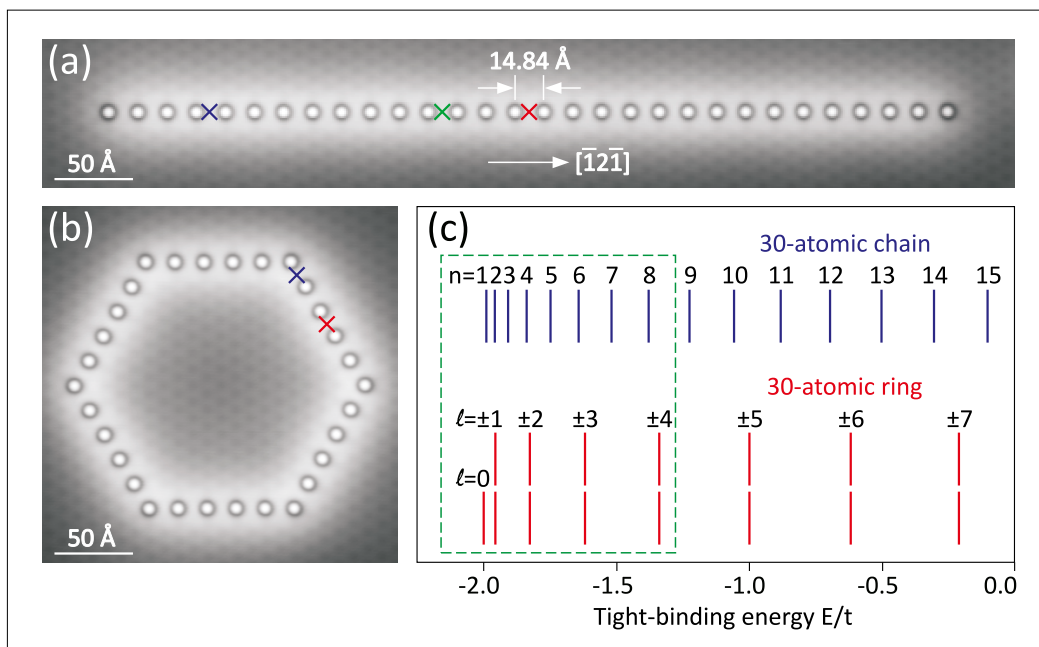 (a)
14.84 Å
50 Å
[1̅21̅]
(b)
50 Å
(c)
30-atomic chain
n=1 2 3 4 5 6 7 8 9 10 11 12 13 14 15
30-atomic ring
ℓ=±1 ±2 ±3 ±4 ±5 ±6 ±7
ℓ=0
-2.0 -1.5 -1.0 -0.5 0.0
Tight-binding energy E/t